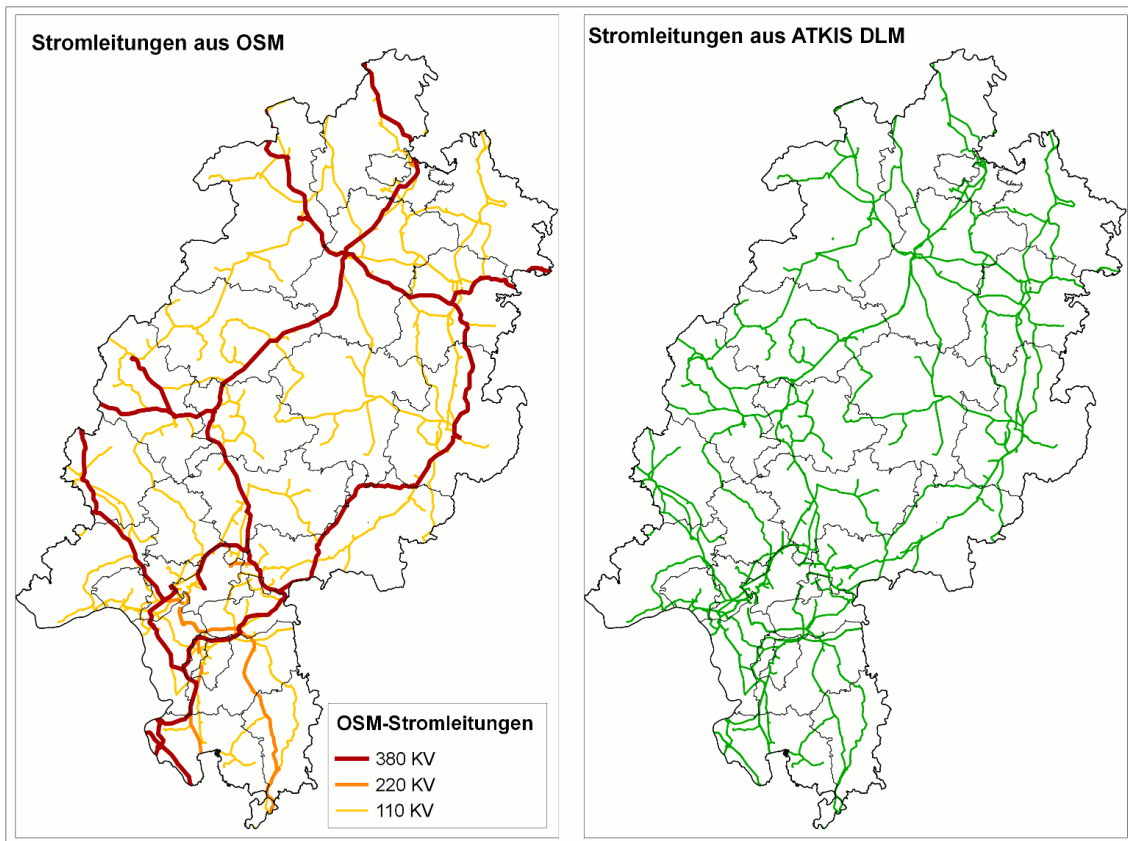 Stromleitungen aus OSM
Stromleitungen aus ATKIS DLM
OSM-Stromleitungen
380 KV
220 KV
110 KV